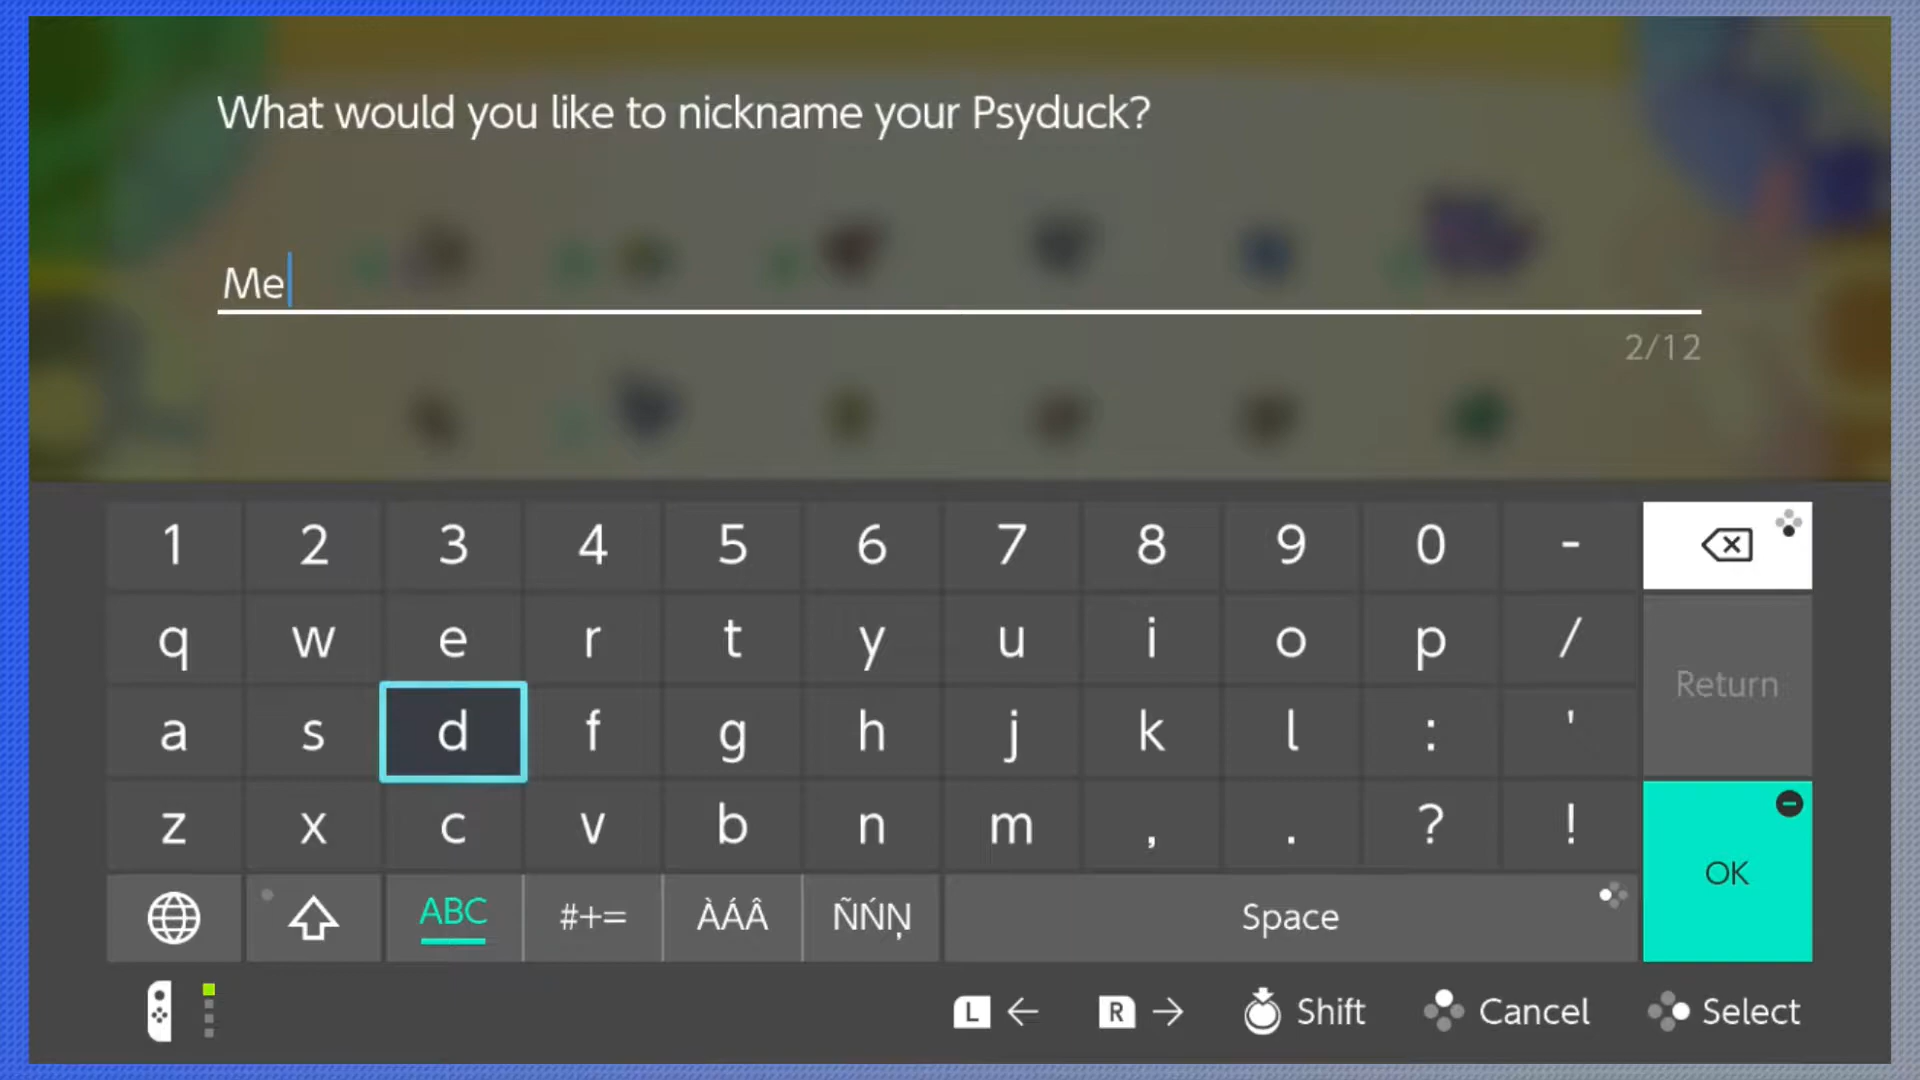 What would you like to nickname your Psyduck?
Me
2/12
1 2 3 4 5 6 7 8 9 0 -
q w e r t y u i o p /
Return
a s d f g h j k l : '
z x c v b n m , . ? !
OK
ABC #+= ÀÁÂ ÑŃŅ Space
L ← R → Shift Cancel Select